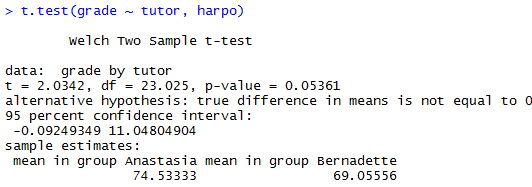 > t.test(grade ~ tutor, harpo)
Welch Two Sample t-test
data:  grade by tutor
t = 2.0342, df = 23.025, p-value = 0.05361
alternative hypothesis: true difference in means is not equal to 0
95 percent confidence interval:
 -0.09249349 11.04804904
sample estimates:
 mean in group Anastasia mean in group Bernadette
74.53333 69.05556